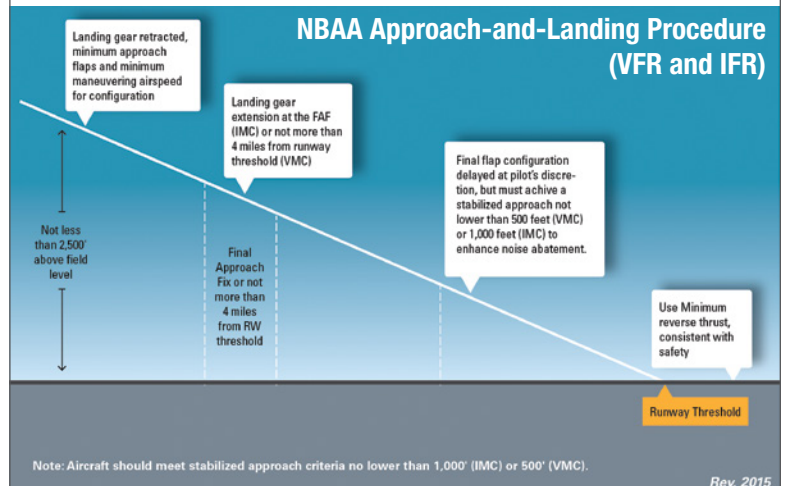 NBAA Approach-and-Landing Procedure
(VFR and IFR)
Landing gear retracted,
minimum approach
flaps and minimum
maneuvering airspeed
for configuration
Landing gear
extension at the FAF
(IMC) or not more than
4 miles from runway
threshold (VMC)
Final flap configuration
delayed at pilot's discre-
tion, but must achive a
stabilized approach not
lower than 500 feet (VMC)
or 1,000 feet (IMC) to
enhance noise abatement.
Not less
than 2,500'
above field
level
Final
Approach
Fix or not
more than
4 miles
from RW
threshold
Use Minimum
reverse thrust,
consistent with
safety
Runway Threshold
Note: Aircraft should meet stabilized approach criteria no lower than 1,000' (IMC) or 500' (VMC).
Rev. 2015